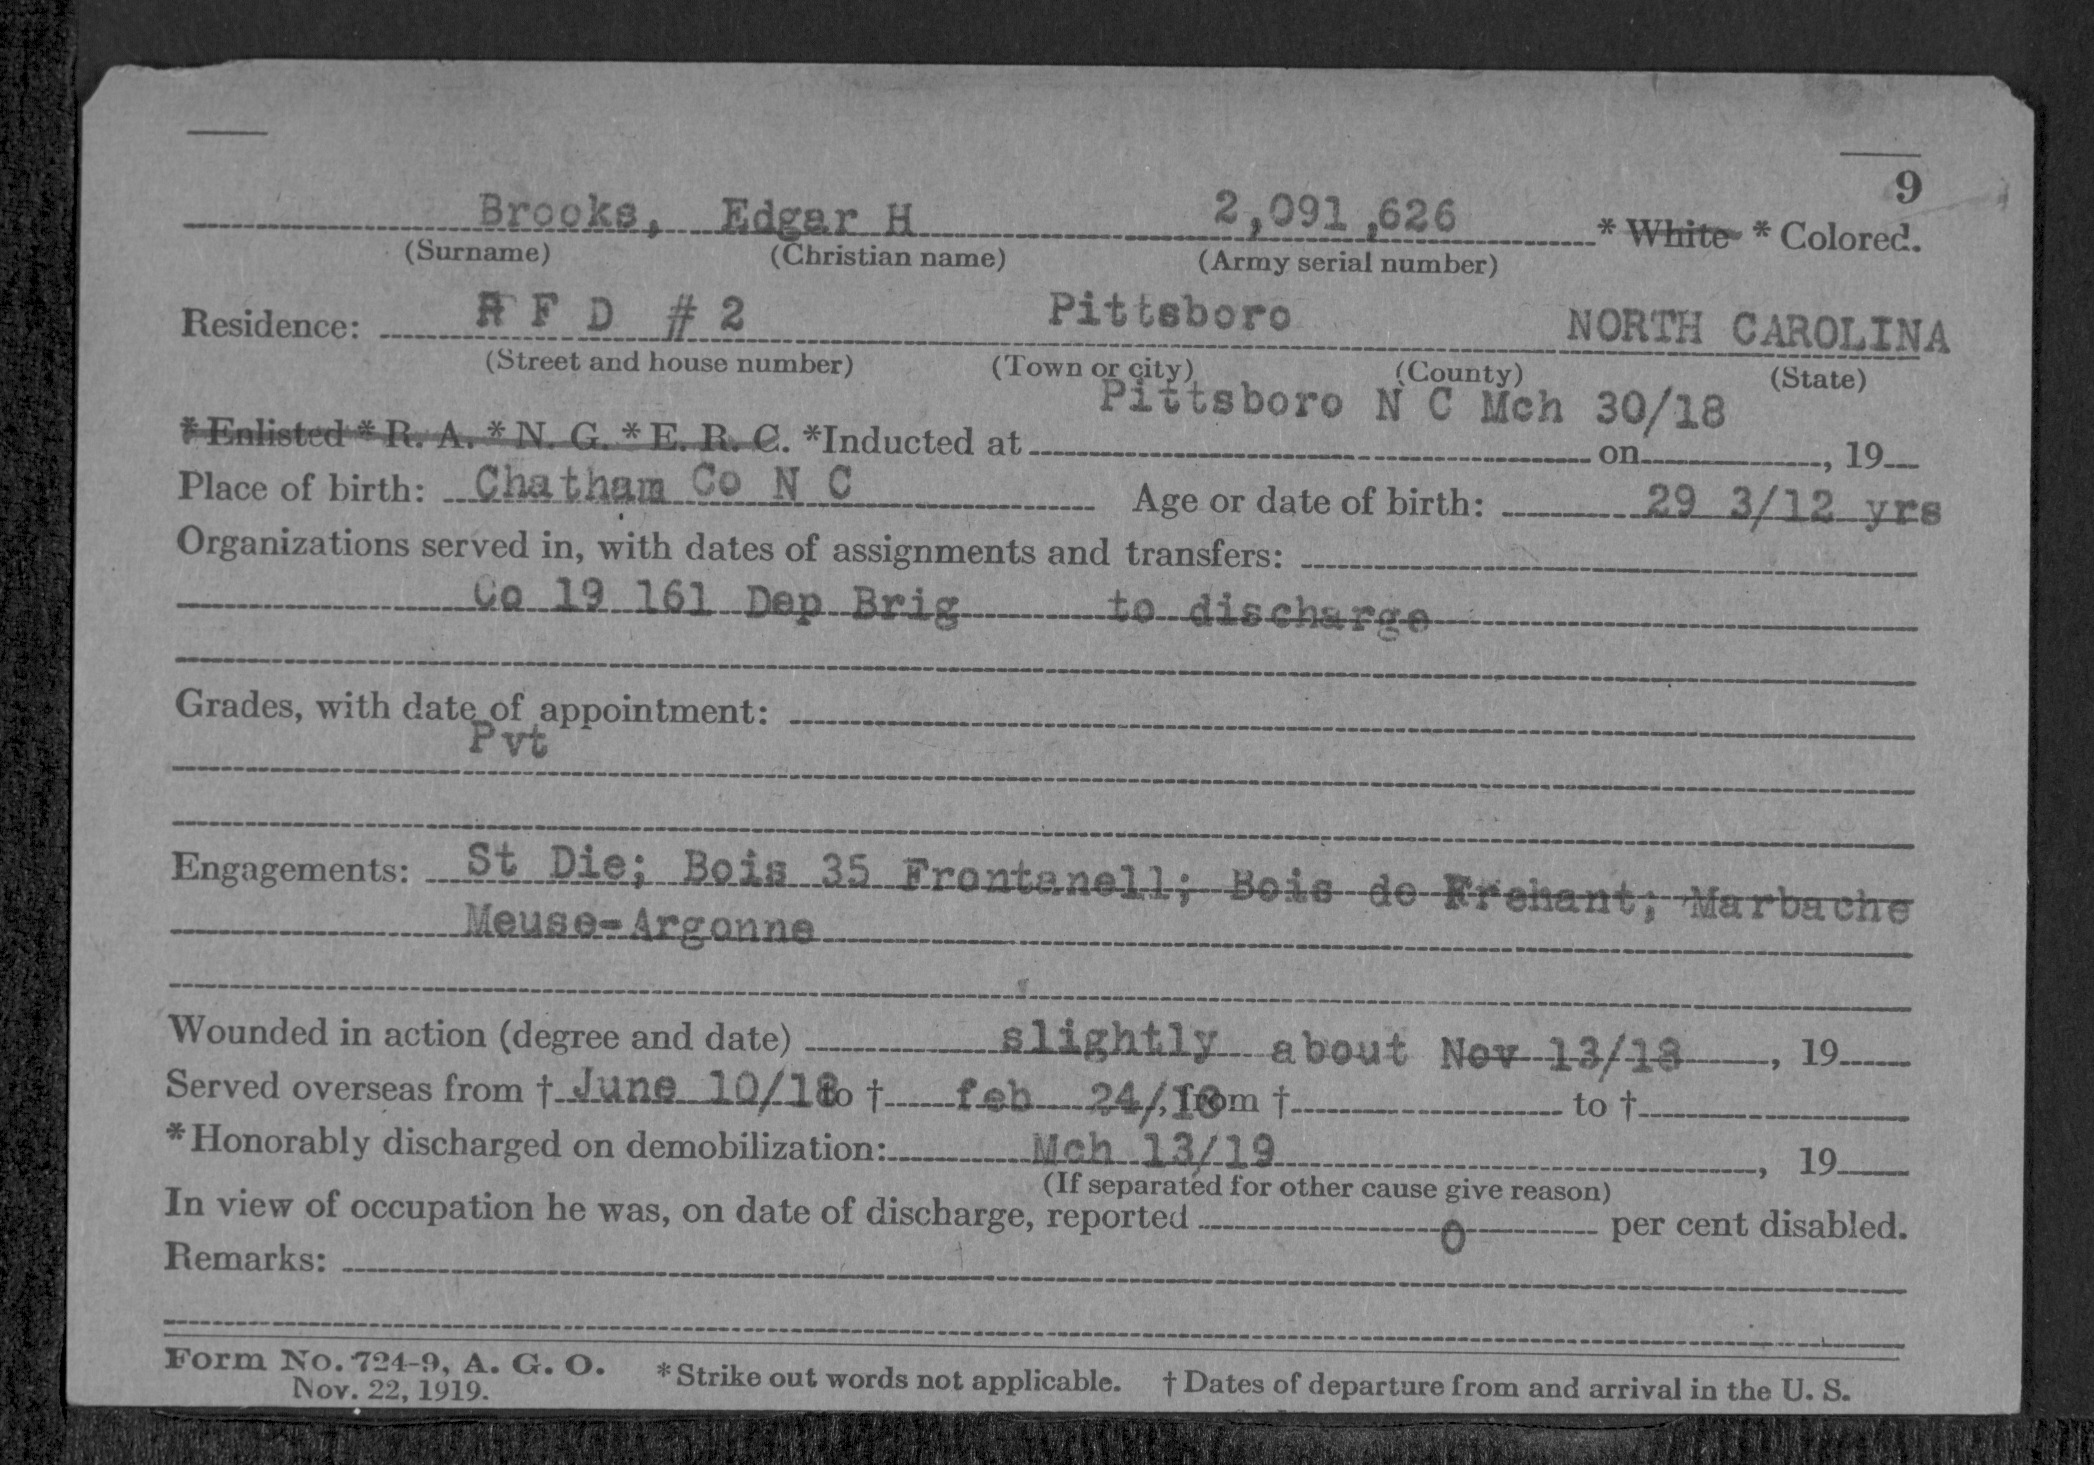 9
Brooks, Edgar H 2,091,626 * White * Colored.
(Surname) (Christian name) (Army serial number)
Residence: R F D # 2 Pittsboro NORTH CAROLINA
(Street and house number) (Town or city) (County) (State)
Pittsboro N C Mch 30/18
* Enlisted * R. A. * N. G. * E. R. C. *Inducted at on , 19
Place of birth: Chatham Co N C Age or date of birth: 29 3/12 yrs
Organizations served in, with dates of assignments and transfers:
Co 19 161 Dep Brig to discharge
Grades, with date of appointment:
Pvt
Engagements: St Die; Bois 35 Frontenell; Bois de Frehant; Marbache
Meuse-Argonne
Wounded in action (degree and date) slightly about Nov 13/18 , 19
Served overseas from † June 10/18 to † feb 24/ , from † to †
*Honorably discharged on demobilization: Mch 13/19 , 19
(If separated for other cause give reason)
In view of occupation he was, on date of discharge, reported 0 per cent disabled.
Remarks:
Form No. 724-9, A. G. O. *Strike out words not applicable. † Dates of departure from and arrival in the U. S.
Nov. 22, 1919.